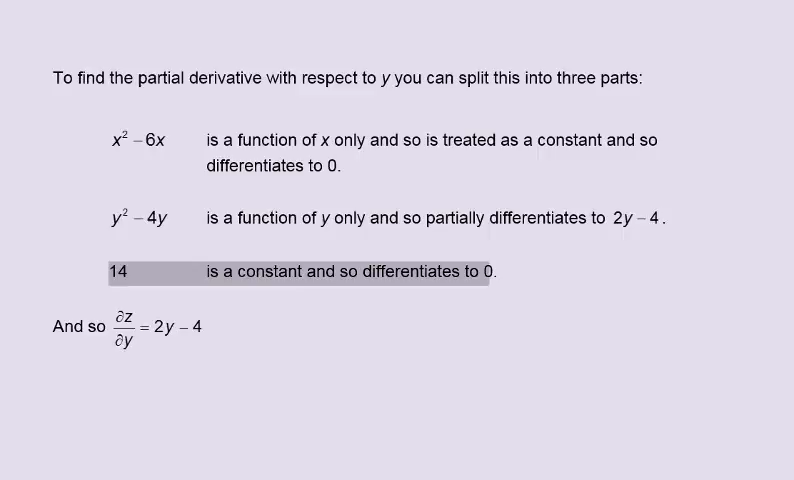 To find the partial derivative with respect to y you can split this into three parts:
x² – 6x is a function of x only and so is treated as a constant and so
differentiates to 0.
y² – 4y is a function of y only and so partially differentiates to 2y – 4.
14 is a constant and so differentiates to 0.
And so ∂z/∂y = 2y – 4